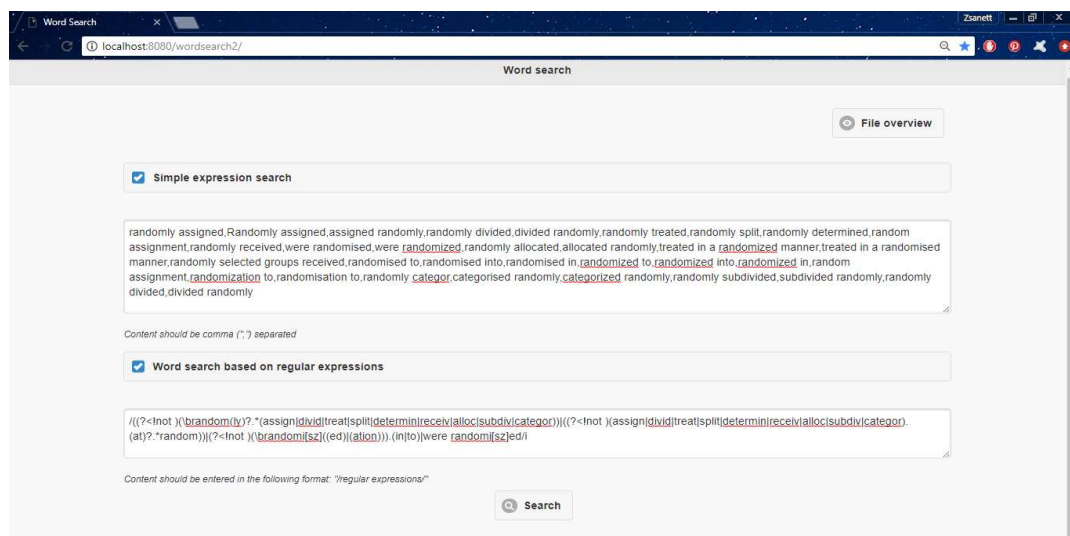 Word Search
Zsanett
localhost:8080/wordsearch2/
Word search
File overview
Simple expression search
randomly assigned,Randomly assigned,assigned randomly,randomly divided,divided randomly,randomly treated,randomly split,randomly determined,random
assignment,randomly received,were randomised,were randomized,randomly allocated,allocated randomly,treated in a randomized manner,treated in a randomised
manner,randomly selected groups received,randomised to,randomised into,randomised in,randomized to,randomized into,randomized in,random
assignment,randomization to,randomisation to,randomly categor,categorised randomly,categorized randomly,randomly subdivided,subdivided randomly,randomly
divided,divided randomly
Content should be comma (",") separated
Word search based on regular expressions
/((?<!not )(\brandom(ly)?.*(assign|divid|treat|split|determin|receiv|alloc|subdiv|categor))|((?<!not )(assign|divid|treat|split|determin|receiv|alloc|subdiv|categor).
(at)?.*random))|(?<!not )(\brandomi[sz]((ed)|(ation))).(in|to)|were randomi[sz]ed/i
Content should be entered in the following format: "/regular expressions/"
Search